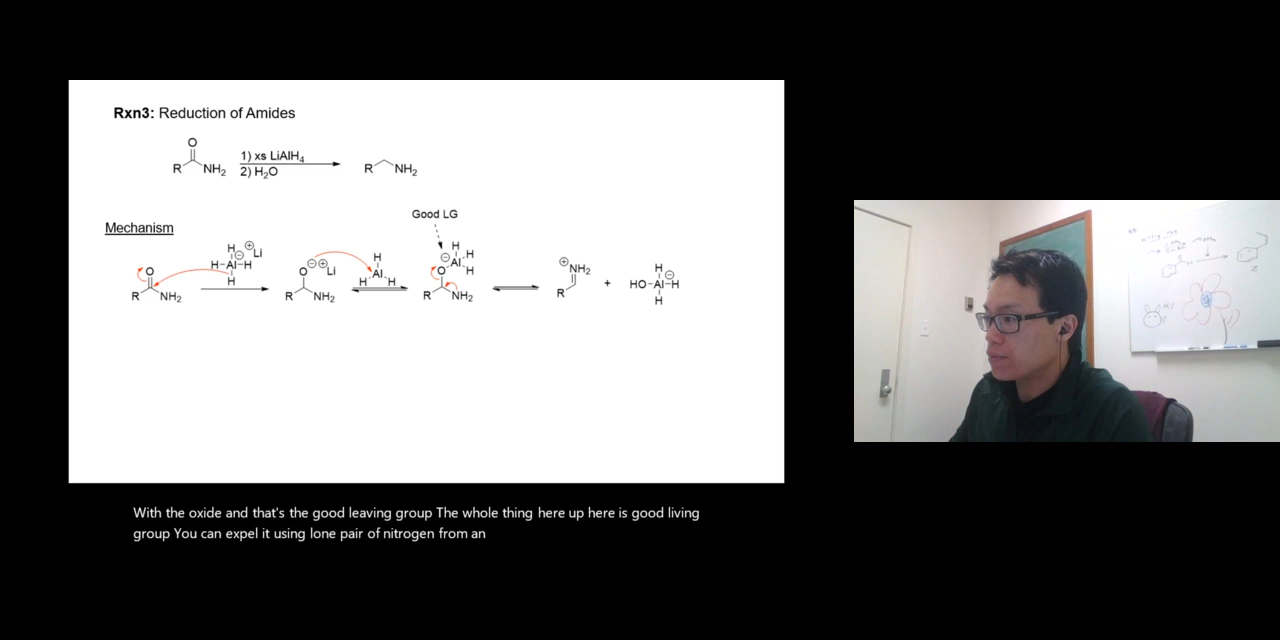 Rxn3: Reduction of Amides
O
R NH2 1) xs LiAlH4 2) H2O R NH2
Good LG
Mechanism
O R NH2 H H-Al-H H ⊖ ⊕Li
O ⊖ ⊕Li R NH2 H Al H H
H ⊖ Al H H O R NH2
⊕ NH2 R + H HO-Al-H H ⊖
With the oxide and that's the good leaving group The whole thing here up here is good living
group You can expel it using lone pair of nitrogen from an